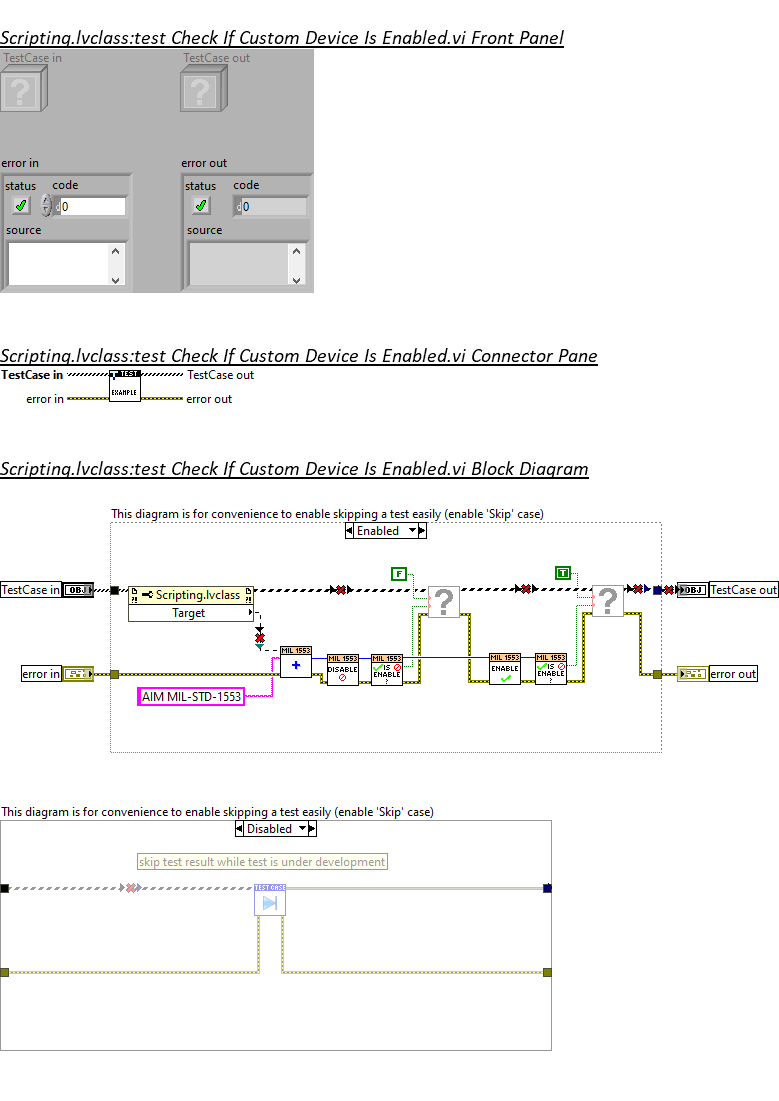 Scripting.lvclass:test Check If Custom Device Is Enabled.vi Front Panel
TestCase in TestCase out
? ?
error in error out
status code status code
d0 d0
source source
Scripting.lvclass:test Check If Custom Device Is Enabled.vi Connector Pane
TestCase in TEST TestCase out
error in EXAMPLE error out
Scripting.lvclass:test Check If Custom Device Is Enabled.vi Block Diagram
This diagram is for convenience to enable skipping a test easily (enable 'Skip' case)
Enabled
F T
TestCase in OBJ Scripting.lvclass ? ? OBJ TestCase out
Target
MIL 1553 MIL 1553 MIL 1553 MIL 1553 MIL 1553
+ DISABLE IS ENABLE ? ENABLE IS ENABLE ?
error in error out
AIM MIL-STD-1553
This diagram is for convenience to enable skipping a test easily (enable 'Skip' case)
Disabled
skip test result while test is under development
TEST CASE